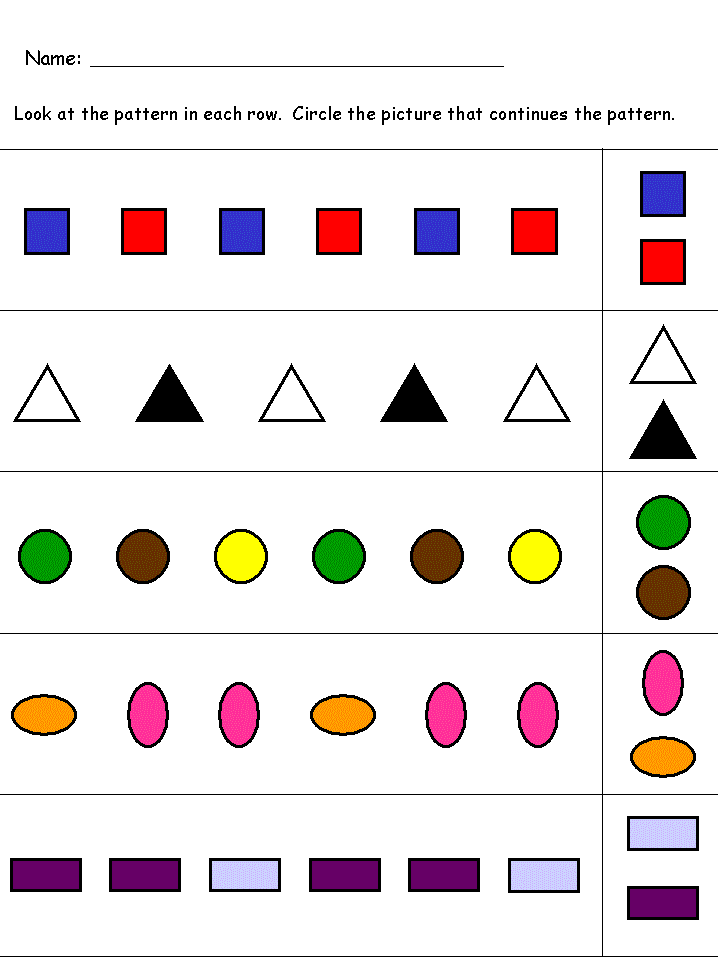 Name:
Look at the pattern in each row. Circle the picture that continues the pattern.